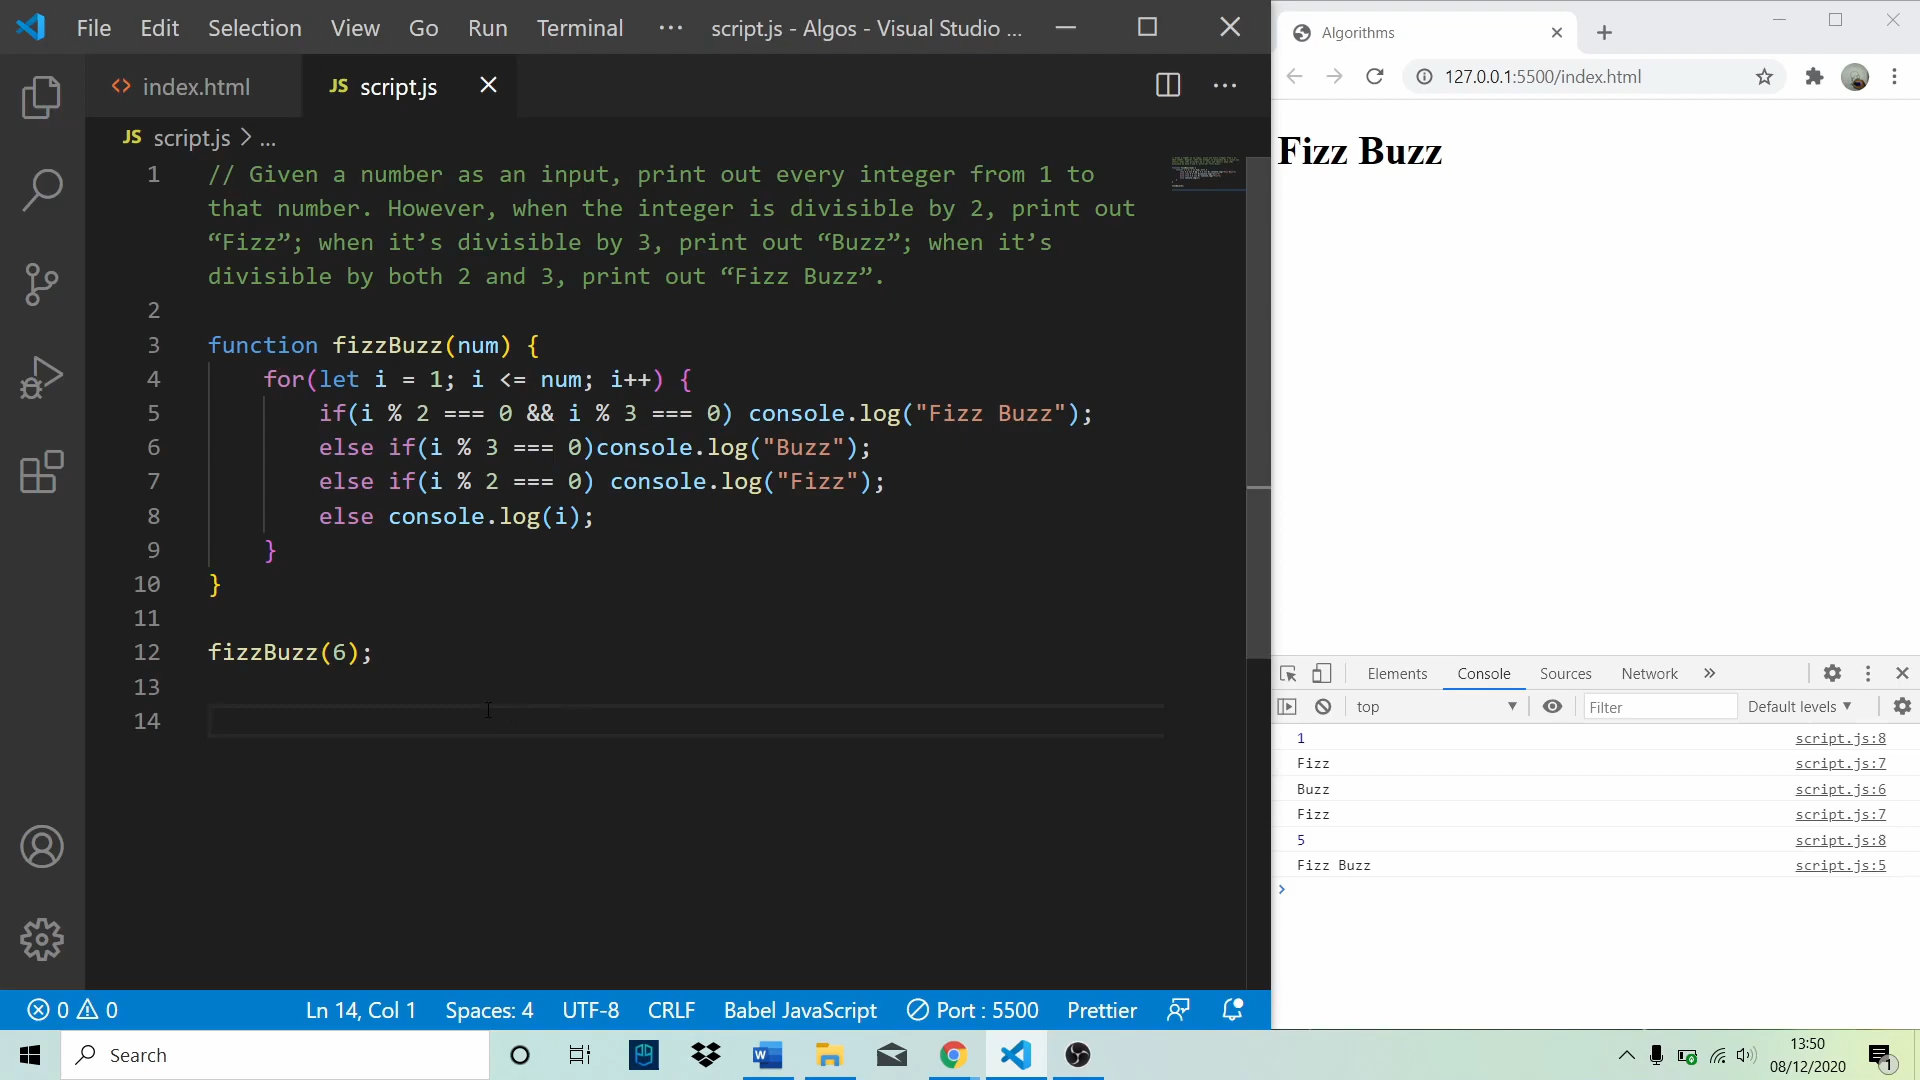 File Edit Selection View Go Run Terminal ··· script.js - Algos - Visual Studio ...
<> index.html JS script.js
JS script.js > ...
1 // Given a number as an input, print out every integer from 1 to
that number. However, when the integer is divisible by 2, print out
“Fizz”; when it’s divisible by 3, print out “Buzz”; when it’s
divisible by both 2 and 3, print out “Fizz Buzz”.
2
3 function fizzBuzz(num) {
4 for(let i = 1; i <= num; i++) {
5 if(i % 2 === 0 && i % 3 === 0) console.log("Fizz Buzz");
6 else if(i % 3 === 0)console.log("Buzz");
7 else if(i % 2 === 0) console.log("Fizz");
8 else console.log(i);
9 }
10 }
11
12 fizzBuzz(6);
13
14
0 0 Ln 14, Col 1 Spaces: 4 UTF-8 CRLF Babel JavaScript Port : 5500 Prettier
Algorithms
127.0.0.1:5500/index.html
Fizz Buzz
Elements Console Sources Network »
top Filter Default levels
1 script.js:8
Fizz script.js:7
Buzz script.js:6
Fizz script.js:7
5 script.js:8
Fizz Buzz script.js:5
>
Search
13:50
08/12/2020
1